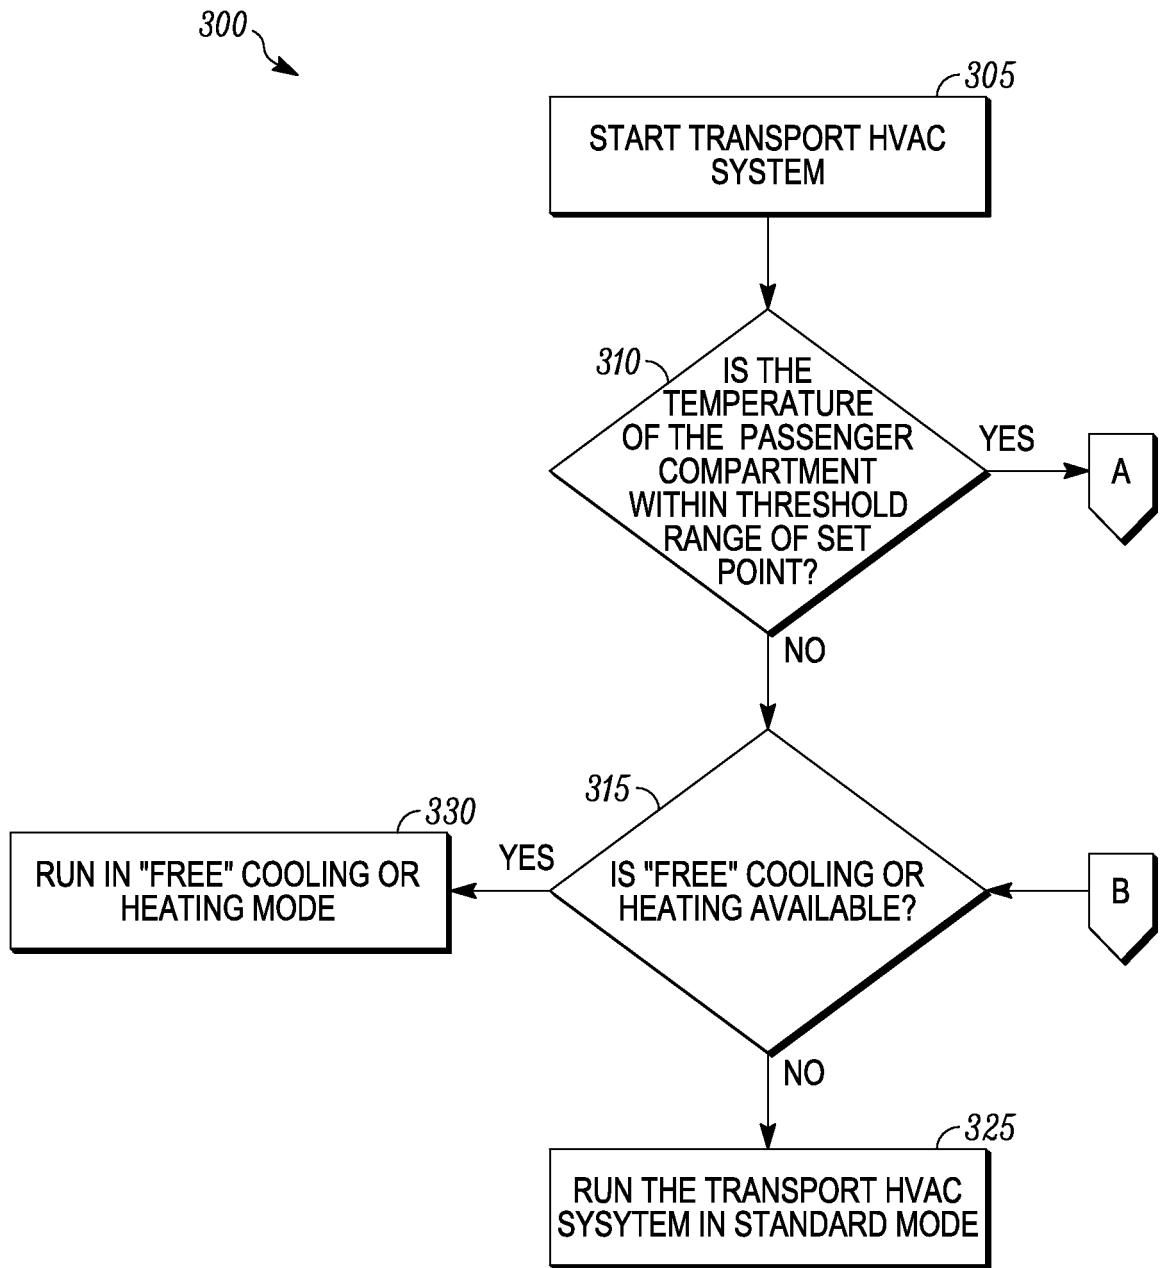 300
305
START TRANSPORT HVAC
SYSTEM
310
IS THE
TEMPERATURE
OF THE PASSENGER
COMPARTMENT
WITHIN THRESHOLD
RANGE OF SET
POINT?
YES
A
NO
315
330
YES
RUN IN "FREE" COOLING OR
HEATING MODE
IS "FREE" COOLING OR
HEATING AVAILABLE?
B
NO
325
RUN THE TRANSPORT HVAC
SYSYTEM IN STANDARD MODE